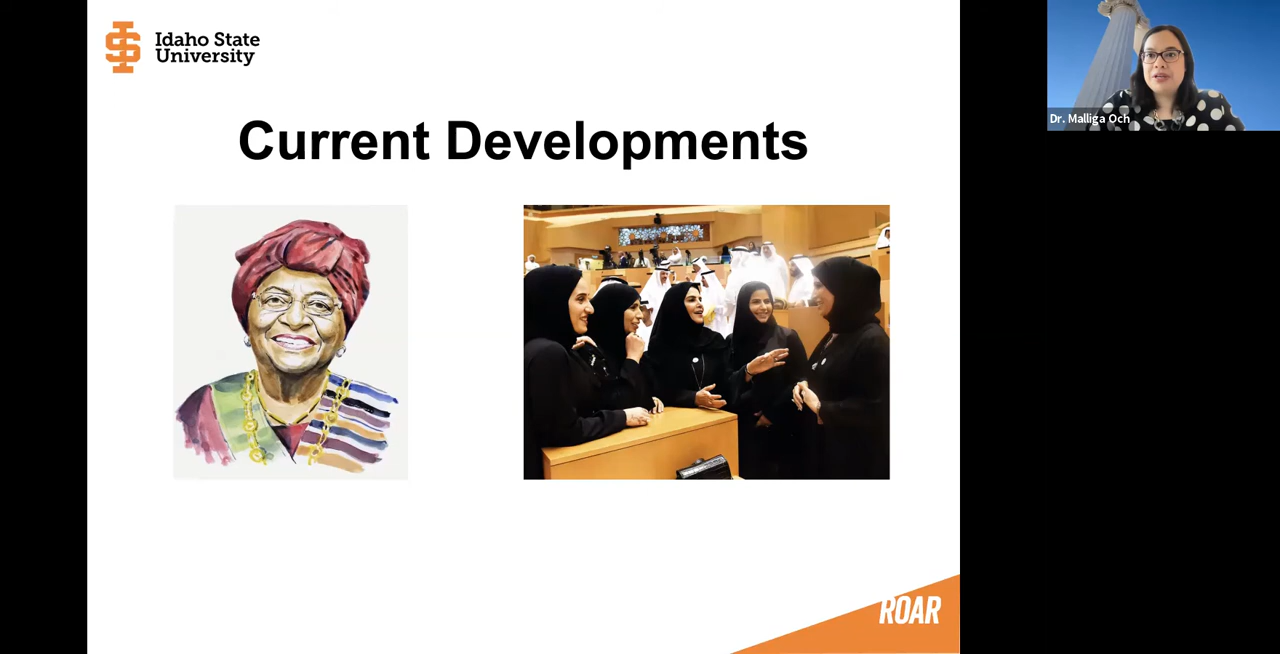 Idaho State
University
Dr. Malliga Och
Current Developments
ROAR